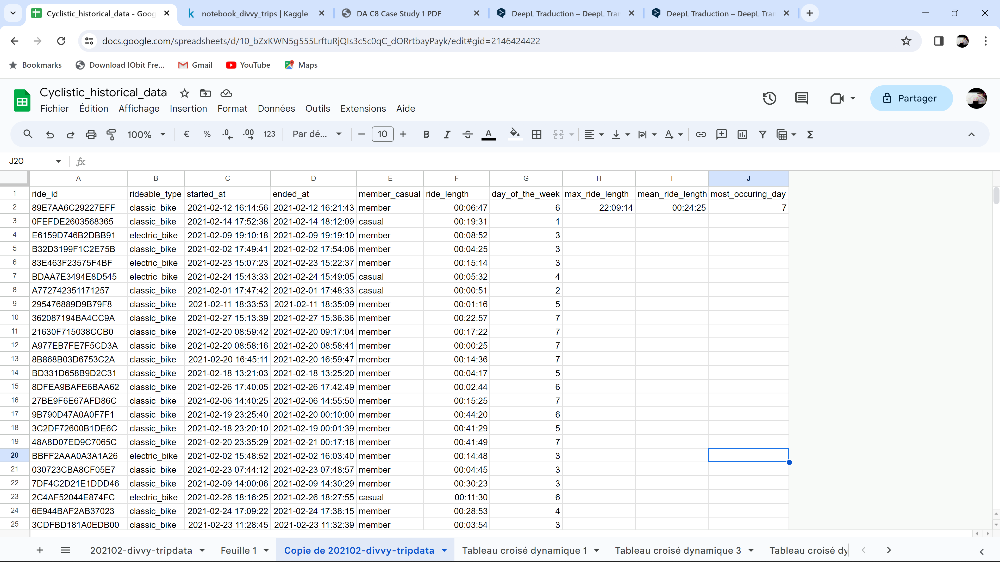 Cyclistic_historical_data - Goog
notebook_divvy_trips | Kaggle
DA C8 Case Study 1 PDF
DeepL Traduction – DeepL Tran
DeepL Traduction – DeepL Tran
docs.google.com/spreadsheets/d/10_bZxKWN5g555LrftuRjQIs3c5c0qC_dORrtbayPayk/edit#gid=2146424422
Bookmarks Download IObit Fre... Gmail YouTube Maps
Cyclistic_historical_data
Partager
Fichier Édition Affichage Insertion Format Données Outils Extensions Aide
100% € % .0 .00 123 Par dé... − 10 + B I A Σ
J20 fx
A B C D E F G H I J
1 ride_id rideable_type started_at ended_at member_casual ride_length day_of_the_week max_ride_length mean_ride_length most_occuring_day
2 89E7AA6C29227EFF classic_bike 2021-02-12 16:14:56 2021-02-12 16:21:43 member 00:06:47 6 22:09:14 00:24:25 7
3 0FEFDE2603568365 classic_bike 2021-02-14 17:52:38 2021-02-14 18:12:09 casual 00:19:31 1
4 E6159D746B2DBB91 electric_bike 2021-02-09 19:10:18 2021-02-09 19:19:10 member 00:08:52 3
5 B32D3199F1C2E75B classic_bike 2021-02-02 17:49:41 2021-02-02 17:54:06 member 00:04:25 3
6 83E463F23575F4BF electric_bike 2021-02-23 15:07:23 2021-02-23 15:22:37 member 00:15:14 3
7 BDAA7E3494E8D545 electric_bike 2021-02-24 15:43:33 2021-02-24 15:49:05 casual 00:05:32 4
8 A772742351171257 classic_bike 2021-02-01 17:47:42 2021-02-01 17:48:33 casual 00:00:51 2
9 295476889D9B79F8 classic_bike 2021-02-11 18:33:53 2021-02-11 18:35:09 member 00:01:16 5
10 362087194BA4CC9A classic_bike 2021-02-27 15:13:39 2021-02-27 15:36:36 member 00:22:57 7
11 21630F715038CCB0 classic_bike 2021-02-20 08:59:42 2021-02-20 09:17:04 member 00:17:22 7
12 A977EB7FE7F5CD3A classic_bike 2021-02-20 08:58:16 2021-02-20 08:58:41 member 00:00:25 7
13 8B868B03D6753C2A classic_bike 2021-02-20 16:45:11 2021-02-20 16:59:47 member 00:14:36 7
14 BD331D658B9D2C31 classic_bike 2021-02-18 13:21:03 2021-02-18 13:25:20 member 00:04:17 5
15 8DFEA9BAFE6BAA62 classic_bike 2021-02-26 17:40:05 2021-02-26 17:42:49 member 00:02:44 6
16 27BE9F6E67AFD86C classic_bike 2021-02-06 14:40:25 2021-02-06 14:55:50 member 00:15:25 7
17 9B790D47A0A0F7F1 classic_bike 2021-02-19 23:25:40 2021-02-20 00:10:00 member 00:44:20 6
18 3C2DF72600B1DE6C classic_bike 2021-02-18 23:20:10 2021-02-19 00:01:39 member 00:41:29 5
19 48A8D07ED9C7065C classic_bike 2021-02-20 23:35:29 2021-02-21 00:17:18 member 00:41:49 7
20 BBFF2AAA0A3A1A26 electric_bike 2021-02-02 15:48:52 2021-02-02 16:03:40 member 00:14:48 3
21 030723CBA8CF05E7 classic_bike 2021-02-23 07:44:12 2021-02-23 07:48:57 member 00:04:45 3
22 7DF4C2D21E1DDD46 classic_bike 2021-02-09 14:00:06 2021-02-09 14:30:29 member 00:30:23 3
23 2C4AF52044E874FC electric_bike 2021-02-26 18:16:25 2021-02-26 18:27:55 casual 00:11:30 6
24 6E944BAF2AB37023 classic_bike 2021-02-24 17:09:22 2021-02-24 17:38:15 member 00:28:53 4
25 3CDFBD181A0EDB00 classic_bike 2021-02-23 11:28:45 2021-02-23 11:32:39 member 00:03:54 3
202102-divvy-tripdata Feuille 1 Copie de 202102-divvy-tripdata Tableau croisé dynamique 1 Tableau croisé dynamique 3 Tableau croisé dy